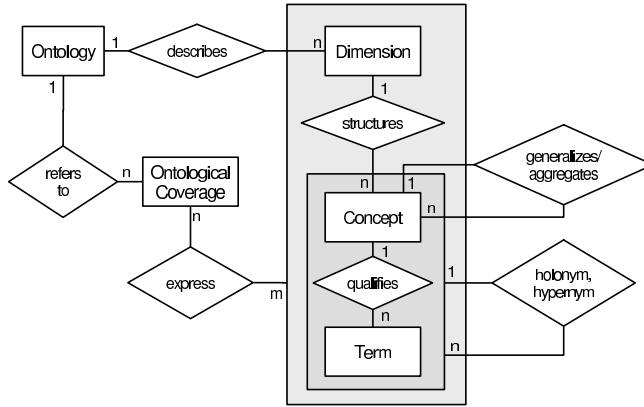 Ontology
1
describes
n
Dimension
1
1
structures
refers
to
n
Ontological
Coverage
n
generalizes/
aggregates
n
1
Concept
n
1
express
m
qualifies
1
holonym,
hypernym
n
Term
n